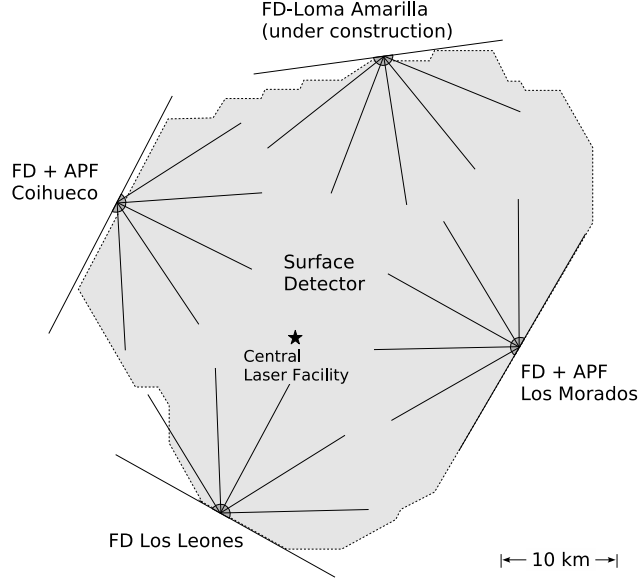 FD-Loma Amarilla
(under construction)
FD + APF
Coihueco
Surface
Detector
Central
Laser Facility
FD + APF
Los Morados
FD Los Leones
10 km